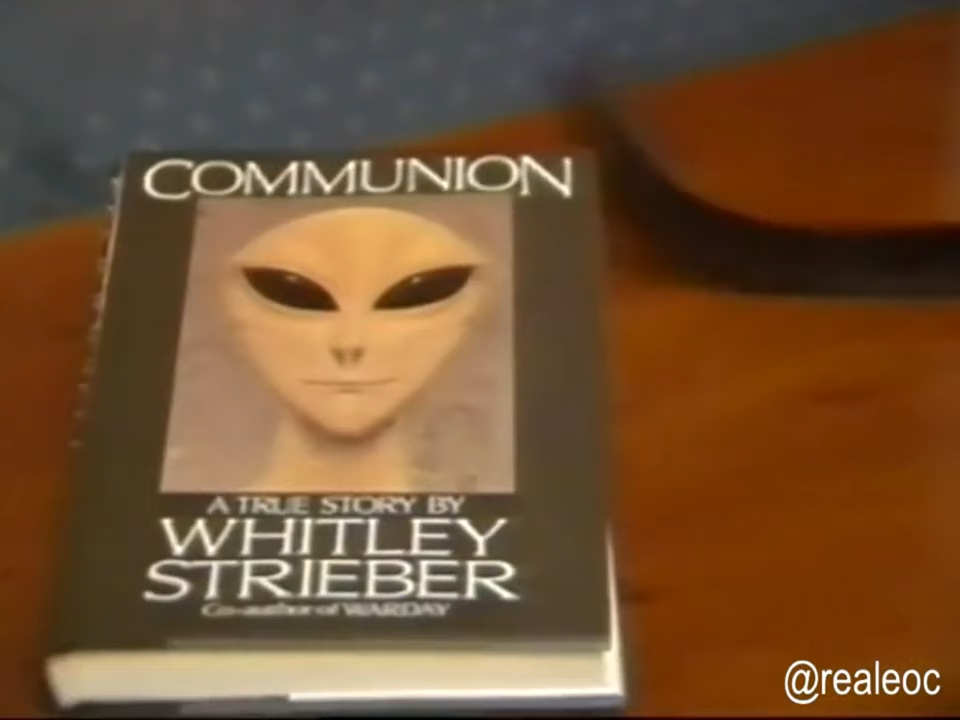 COMMUNION
A TRUE STORY BY
WHITLEY
STRIEBER
Co-author of WARDAY
@realeoc